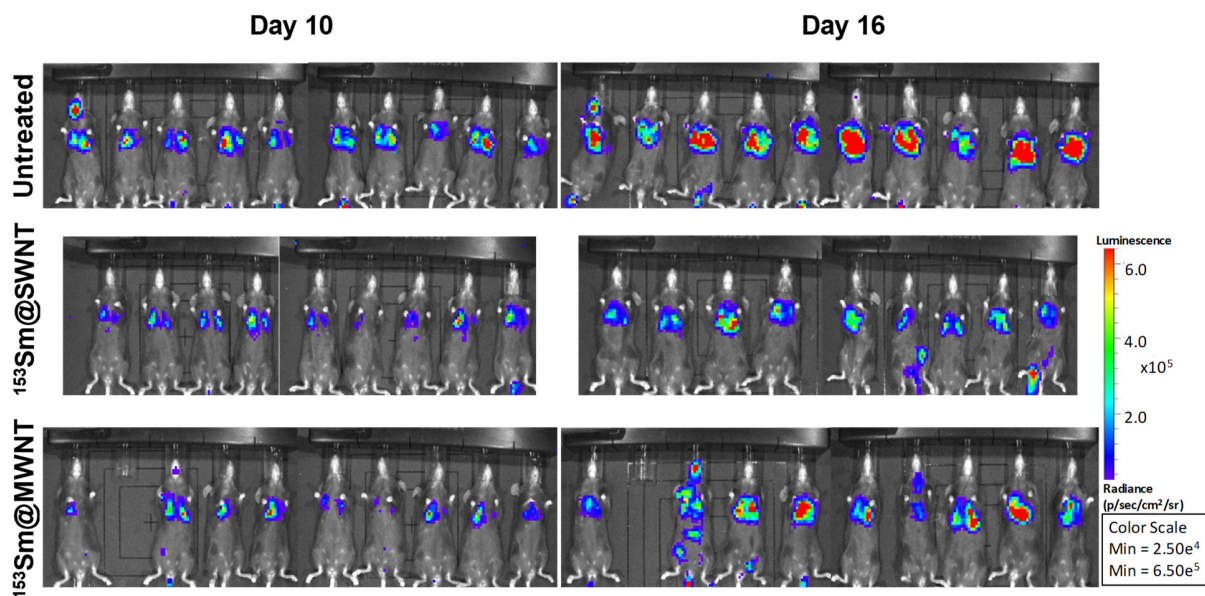 Day 10
Day 16
Untreated
¹⁵³Sm@SWNT
¹⁵³Sm@MWNT
Luminescence
6.0
4.0
x10⁵
2.0
Radiance
(p/sec/cm²/sr)
Color Scale
Min = 2.50e⁴
Min = 6.50e⁵